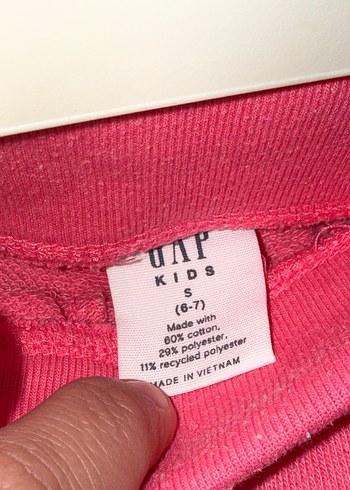 GAP
KIDS
S
(6-7)
Made with
60% cotton,
29% polyester,
11% recycled polyester
MADE IN VIETNAM